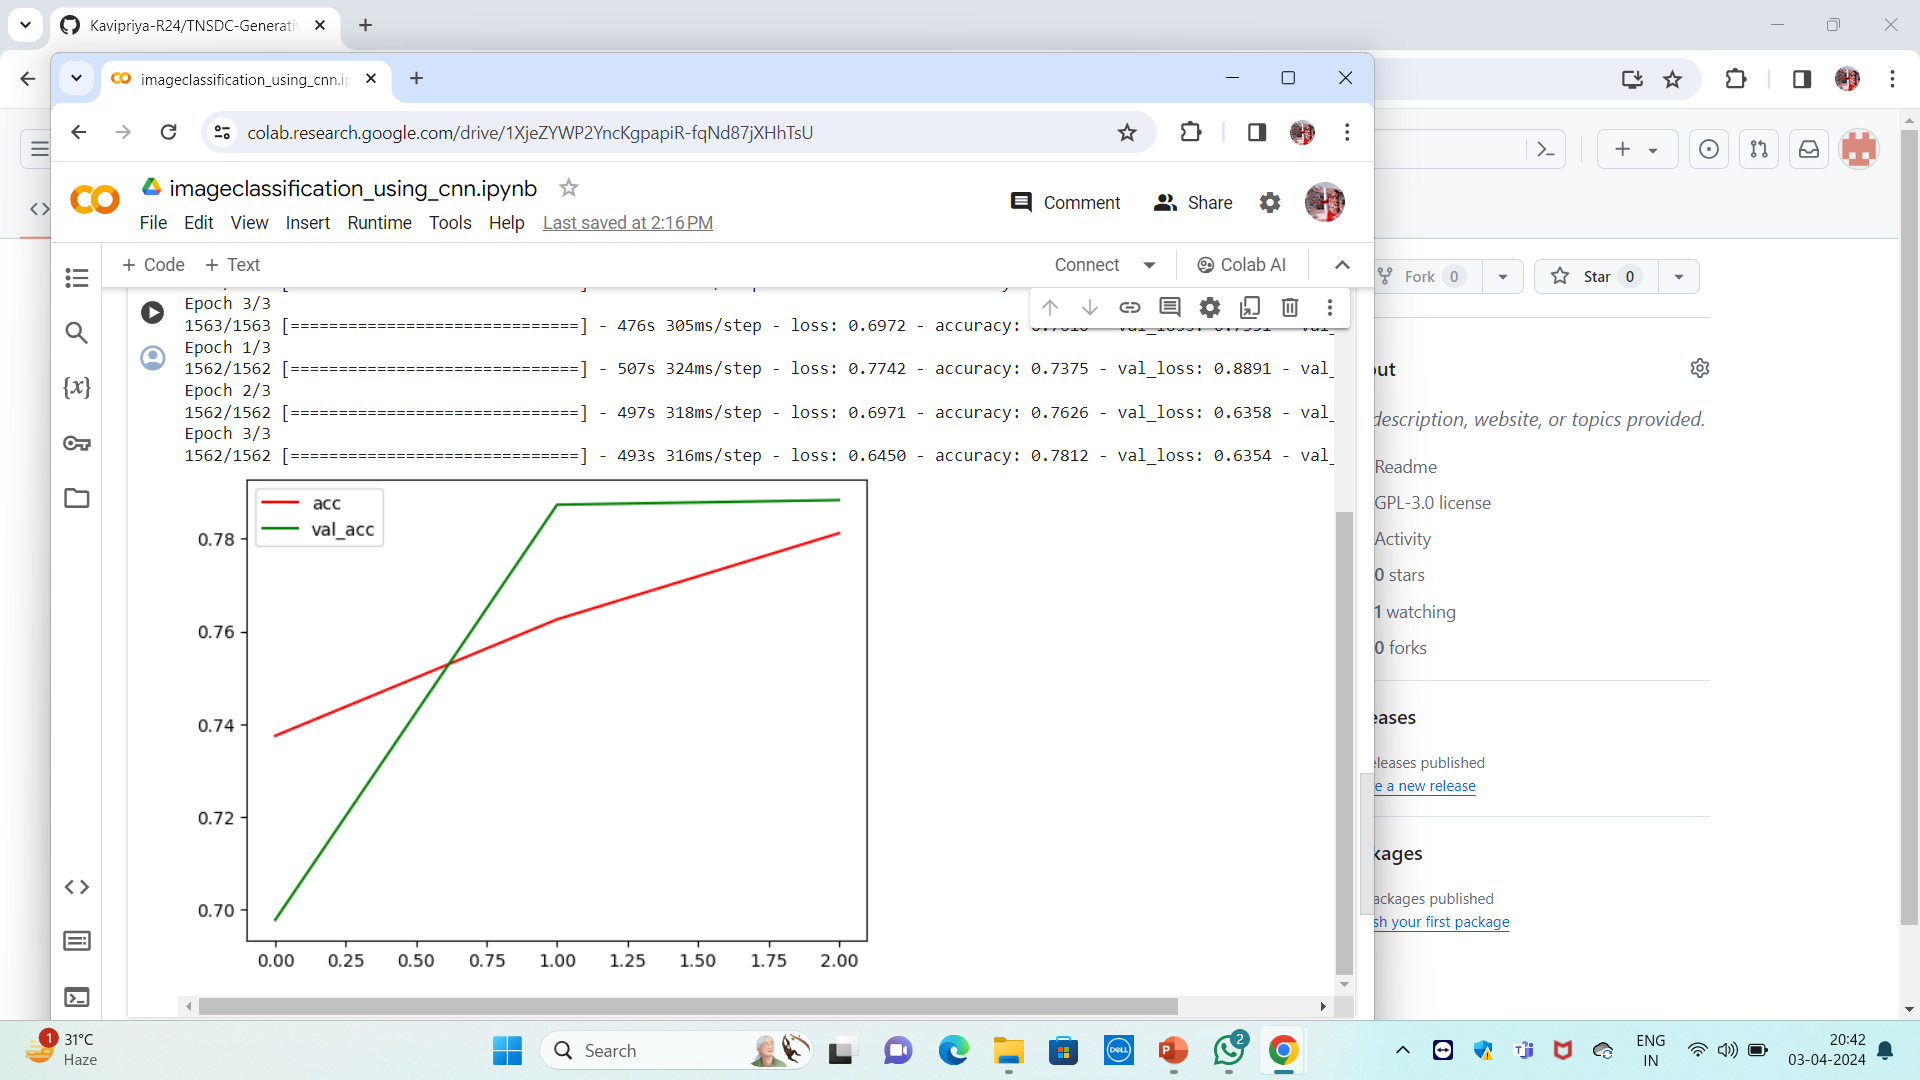 Kavipriya-R24/TNSDC-Generati
imageclassification_using_cnn.ip
colab.research.google.com/drive/1XjeZYWP2YncKgpapiR-fqNd87jXHhTsU
imageclassification_using_cnn.ipynb
Comment
Share
File Edit View Insert Runtime Tools Help Last saved at 2:16 PM
+ Code + Text
Connect
Colab AI
Epoch 3/3
1563/1563 [==============================] - 476s 305ms/step - loss: 0.6972 - accuracy:
Epoch 1/3
1562/1562 [==============================] - 507s 324ms/step - loss: 0.7742 - accuracy: 0.7375 - val_loss: 0.8891 - val_
Epoch 2/3
1562/1562 [==============================] - 497s 318ms/step - loss: 0.6971 - accuracy: 0.7626 - val_loss: 0.6358 - val_
Epoch 3/3
1562/1562 [==============================] - 493s 316ms/step - loss: 0.6450 - accuracy: 0.7812 - val_loss: 0.6354 - val_
acc
val_acc
0.78
0.76
0.74
0.72
0.70
0.00 0.25 0.50 0.75 1.00 1.25 1.50 1.75 2.00
Fork 0
Star 0
out
description, website, or topics provided.
Readme
GPL-3.0 license
Activity
0 stars
1 watching
0 forks
eases
eleases published
e a new release
kages
ackages published
sh your first package
1
31°C
Haze
Search
DELL
2
ENG
IN
20:42
03-04-2024